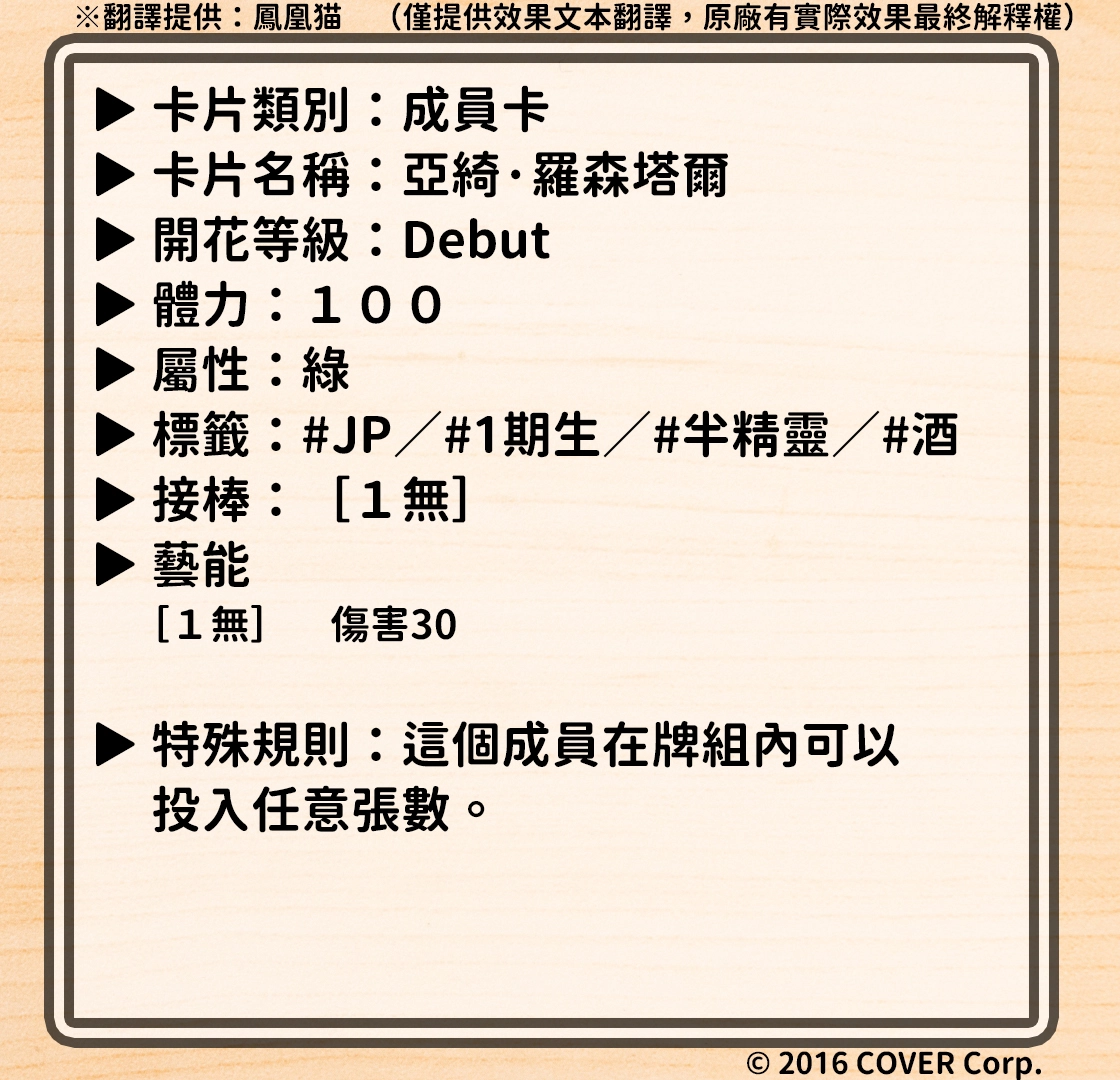 ※翻譯提供：鳳凰猫　（僅提供效果文本翻譯，原廠有實際效果最終解釋權）
▶ 卡片類別：成員卡
▶ 卡片名稱：亞綺·羅森塔爾
▶ 開花等級：Debut
▶ 體力：１００
▶ 屬性：綠
▶ 標籤：#JP／#1期生／#半精靈／#酒
▶ 接棒：［１無］
▶ 藝能
［１無］　傷害30
▶ 特殊規則：這個成員在牌組內可以
投入任意張數。
© 2016 COVER Corp.